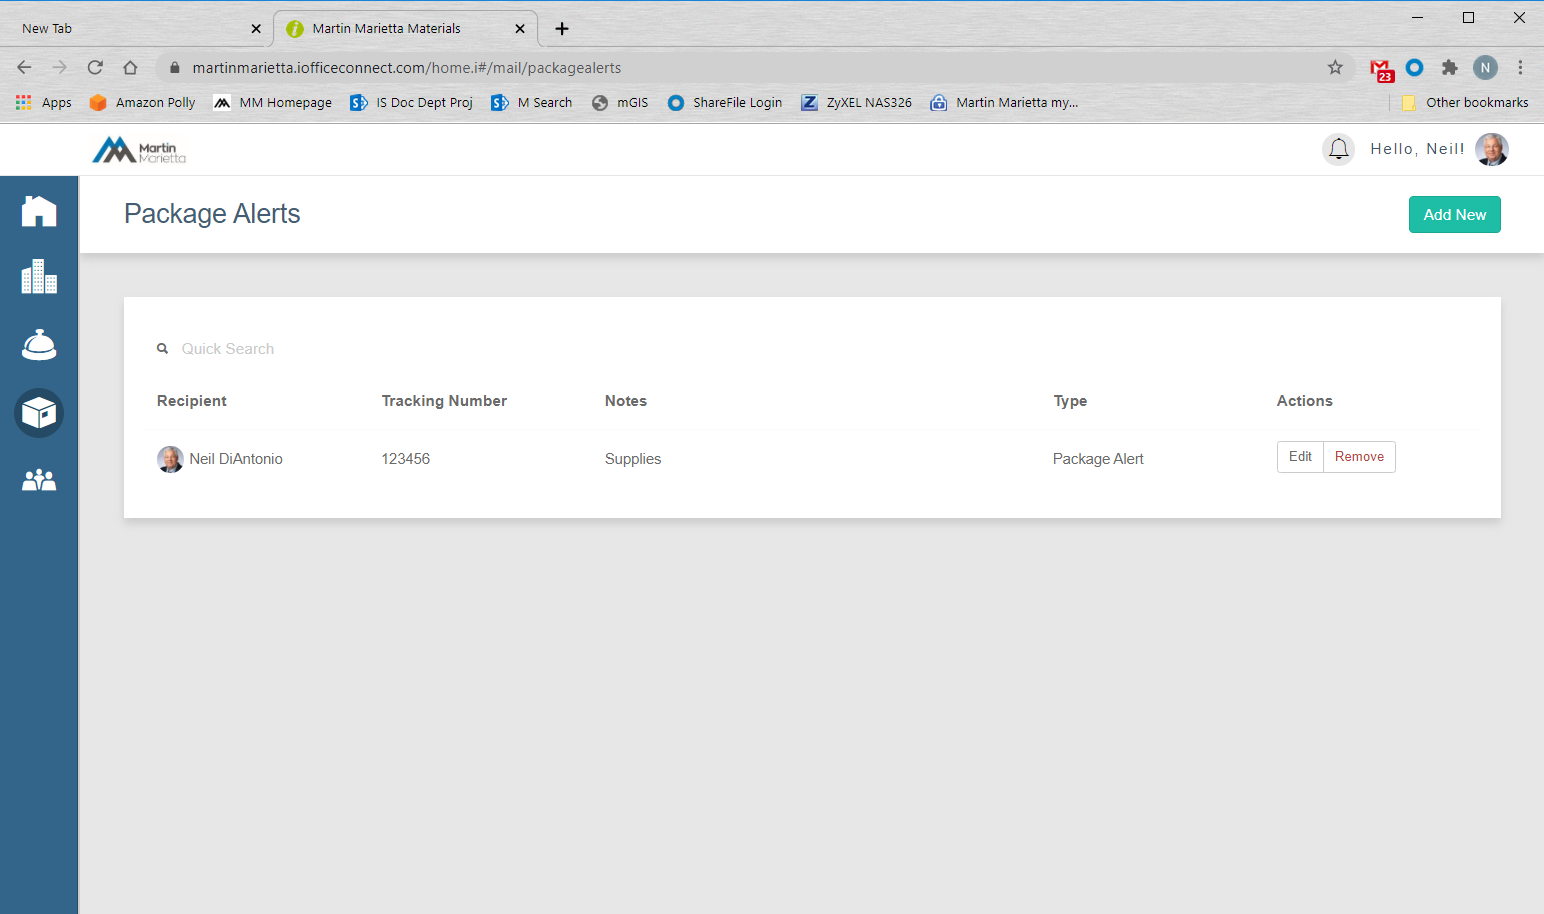 New Tab
Martin Marietta Materials
martinmarietta.iofficeconnect.com/home.i#/mail/packagealerts
23
N
Apps
Amazon Polly
MM Homepage
IS Doc Dept Proj
M Search
mGIS
ShareFile Login
ZyXEL NAS326
Martin Marietta my...
Other bookmarks
Martin
Marietta
Hello, Neil!
Package Alerts
Add New
Quick Search
Recipient Tracking Number Notes Type Actions
Neil DiAntonio 123456 Supplies Package Alert Edit Remove